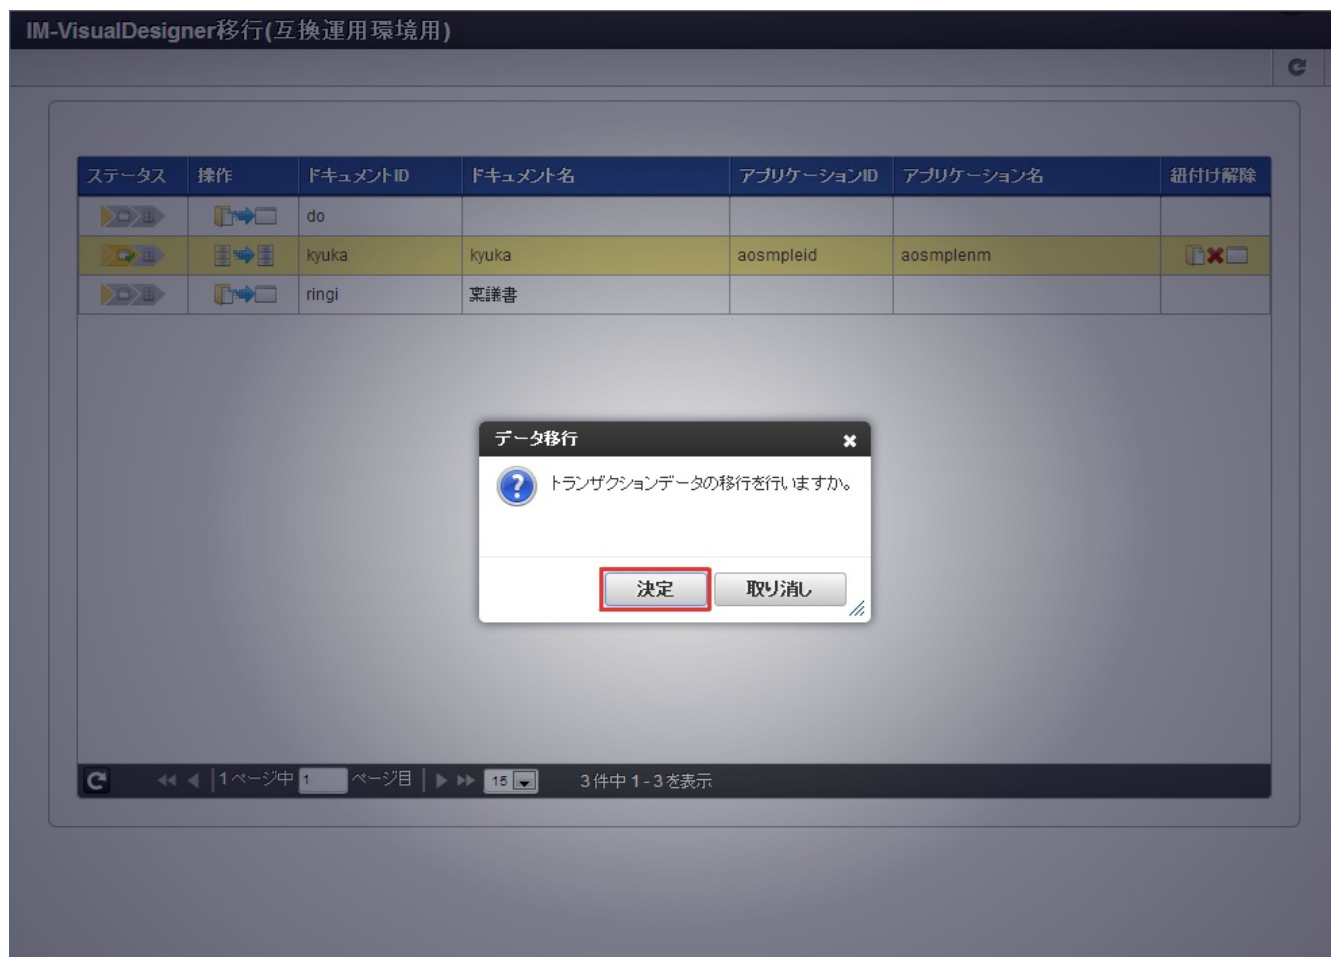 IM-VisualDesigner移行(互換運用環境用)
ステータス 操作 ドキュメントID ドキュメント名 アプリケーションID アプリケーション名 紐付け解除
do
kyuka kyuka aosmpleid aosmplenm
ringi 稟議書
データ移行
トランザクションデータの移行を行いますか。
決定 取り消し
1ページ中 1 ページ目 15 3件中 1 - 3 を表示